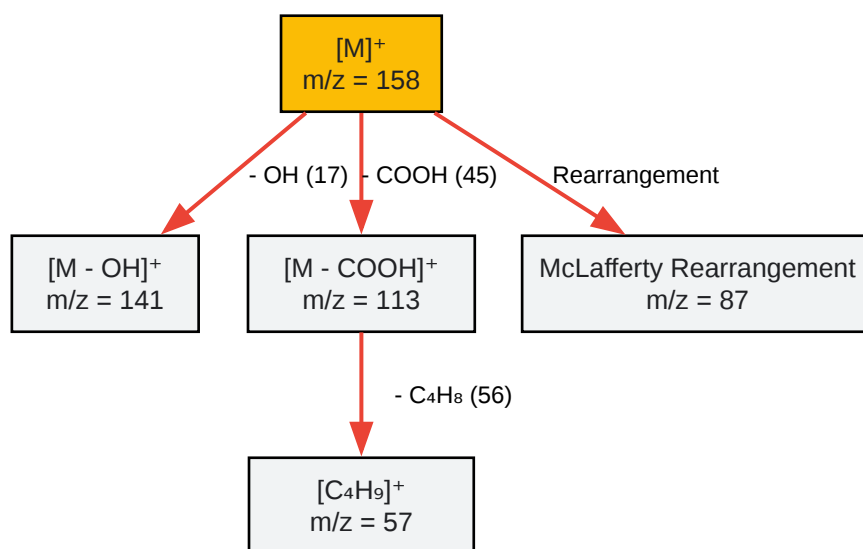 [M]⁺
m/z = 158
- OH (17)
- COOH (45)
Rearrangement
[M - OH]⁺
m/z = 141
[M - COOH]⁺
m/z = 113
McLafferty Rearrangement
m/z = 87
- C₄H₈ (56)
[C₄H₉]⁺
m/z = 57